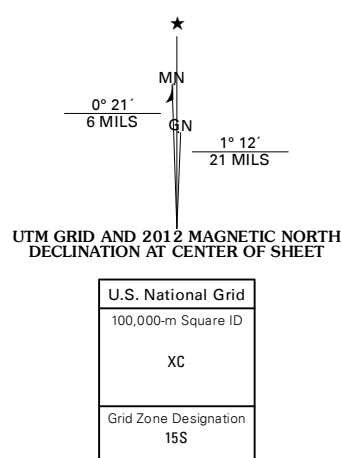 ★
MN
0° 21´
6 MILS
GN
1° 12´
21 MILS
UTM GRID AND 2012 MAGNETIC NORTH
DECLINATION AT CENTER OF SHEET
U.S. National Grid
100,000-m Square ID
XC
Grid Zone Designation
15S